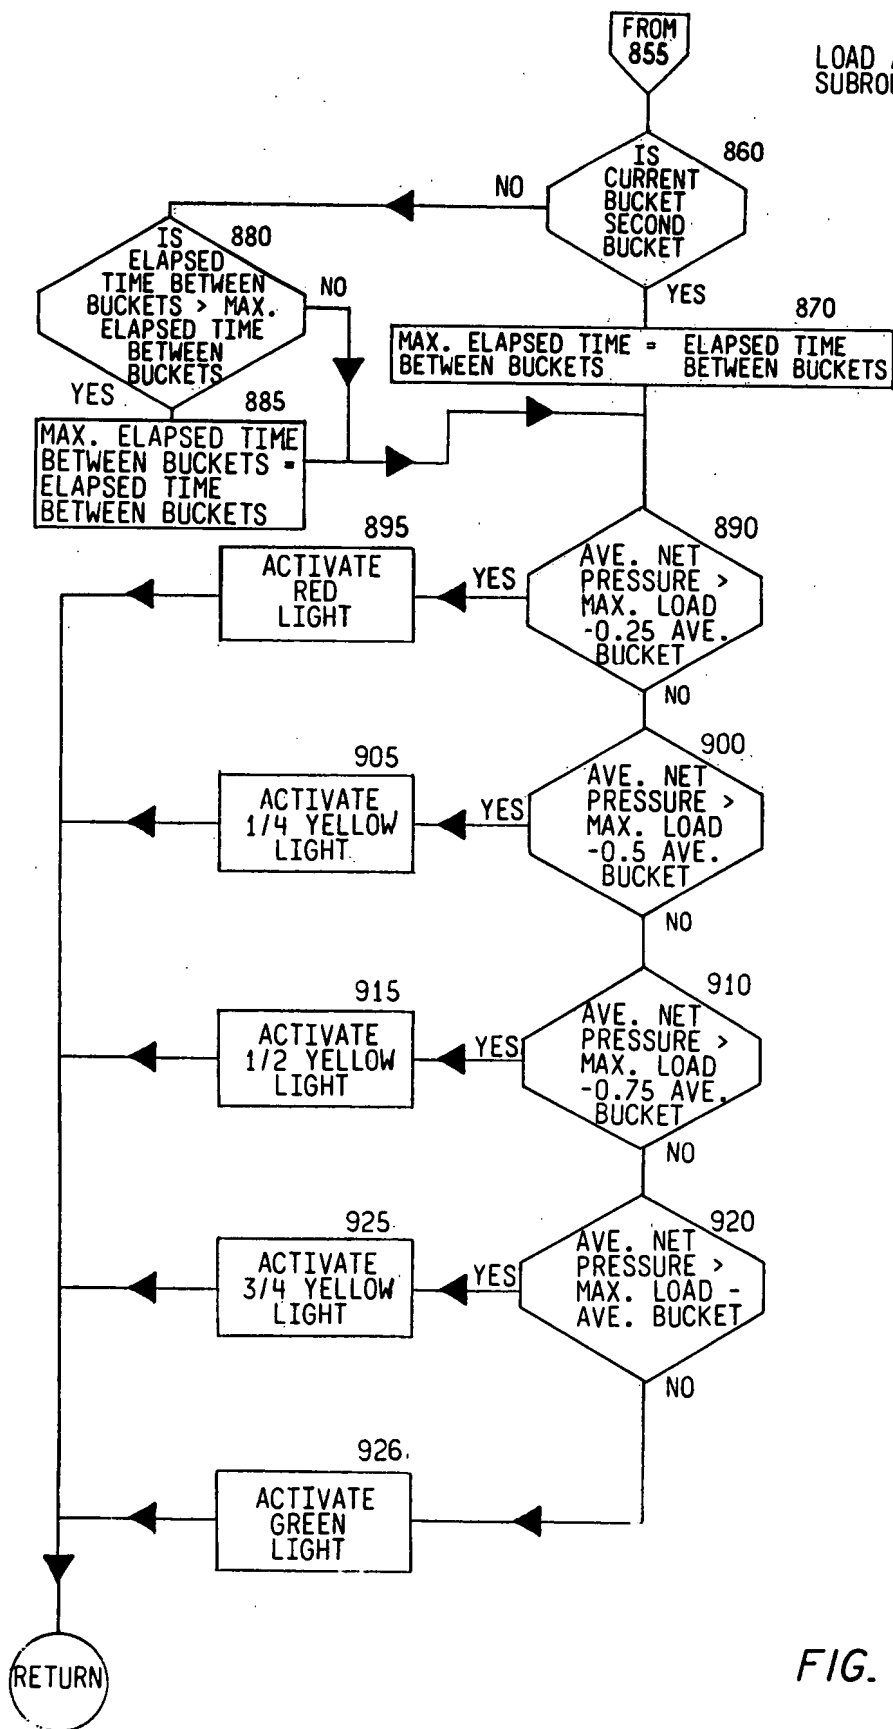 FROM
855
LOAD
860
IS
CURRENT
BUCKET
SECOND
BUCKET
NO
YES
880
IS
ELAPSED
TIME BETWEEN
BUCKETS > MAX.
ELAPSED TIME
BETWEEN
BUCKETS
NO
YES
870
MAX. ELAPSED TIME = ELAPSED TIME
BETWEEN BUCKETS BETWEEN BUCKETS
885
MAX. ELAPSED TIME
BETWEEN BUCKETS =
ELAPSED TIME
BETWEEN BUCKETS
890
AVE. NET
PRESSURE >
MAX. LOAD
-0.25 AVE.
BUCKET
YES
NO
895
ACTIVATE
RED
LIGHT
900
AVE. NET
PRESSURE >
MAX. LOAD
-0.5 AVE.
BUCKET
YES
NO
905
ACTIVATE
1/4 YELLOW
LIGHT
910
AVE. NET
PRESSURE >
MAX. LOAD
-0.75 AVE.
BUCKET
YES
NO
915
ACTIVATE
1/2 YELLOW
LIGHT
920
AVE. NET
PRESSURE >
MAX. LOAD -
AVE. BUCKET
YES
NO
925
ACTIVATE
3/4 YELLOW
LIGHT
926
ACTIVATE
GREEN
LIGHT
RETURN
FIG.